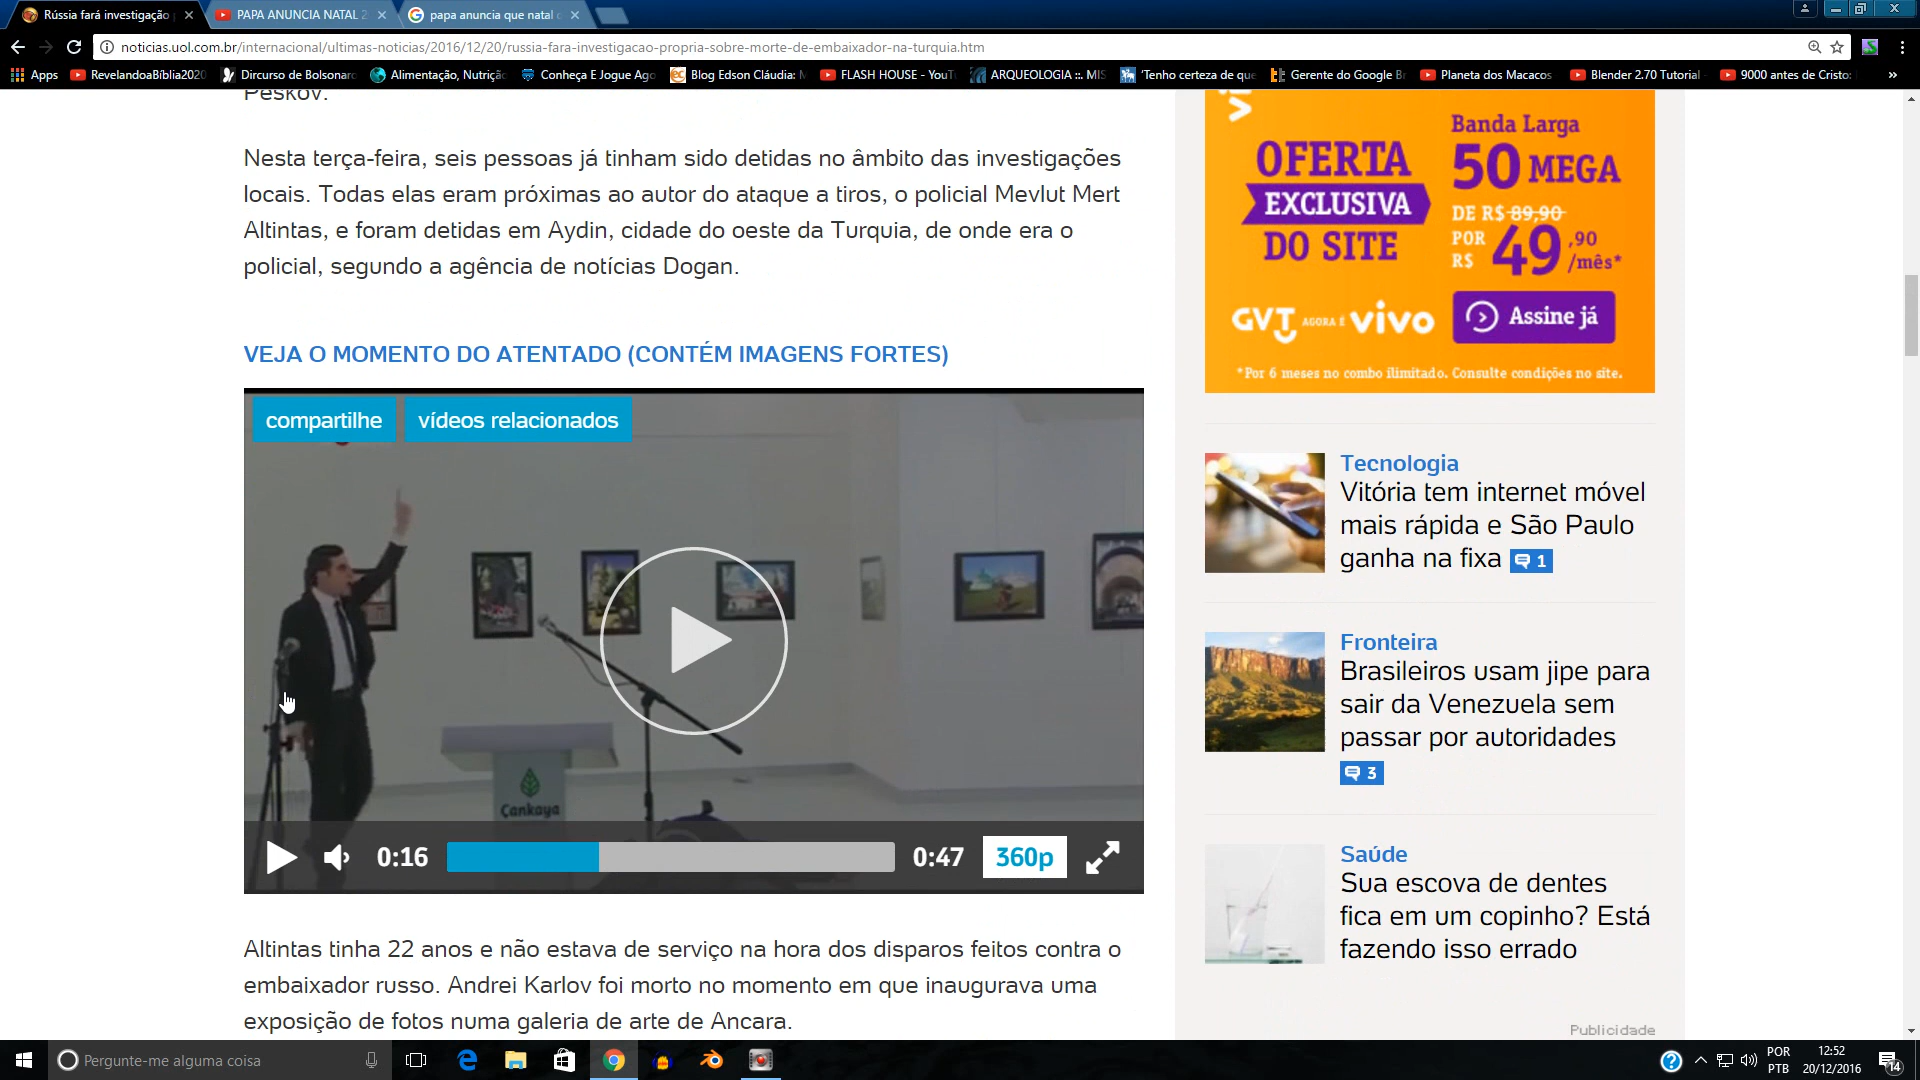 Rússia fará investigação p
PAPA ANUNCIA NATAL 2
papa anuncia que natal d
noticias.uol.com.br/internacional/ultimas-noticias/2016/12/20/russia-fara-investigacao-propria-sobre-morte-de-embaixador-na-turquia.htm
Apps
RevelandoaBíblia2020
Dircurso de Bolsonaro
Alimentação, Nutrição
Conheça E Jogue Ago
Blog Edson Cláudia: M
FLASH HOUSE - YouT
ARQUEOLOGIA ::. MIS
'Tenho certeza de que
Gerente do Google Br
Planeta dos Macacos
Blender 2.70 Tutorial
9000 antes de Cristo:
»
Peskov.
Nesta terça-feira, seis pessoas já tinham sido detidas no âmbito das investigações
locais. Todas elas eram próximas ao autor do ataque a tiros, o policial Mevlut Mert
Altintas, e foram detidas em Aydin, cidade do oeste da Turquia, de onde era o
policial, segundo a agência de notícias Dogan.
VEJA O MOMENTO DO ATENTADO (CONTÉM IMAGENS FORTES)
compartilhe
vídeos relacionados
Çankaya
0:16
0:47
360p
Altintas tinha 22 anos e não estava de serviço na hora dos disparos feitos contra o
embaixador russo. Andrei Karlov foi morto no momento em que inaugurava uma
exposição de fotos numa galeria de arte de Ancara.
OFERTA
EXCLUSIVA
DO SITE
Banda Larga
50 MEGA
DE R$ 89,90
POR
R$ 49,90
/mês*
GVT AGORA É vivo
Assine já
*Por 6 meses no combo ilimitado. Consulte condições no site.
Tecnologia
Vitória tem internet móvel
mais rápida e São Paulo
ganha na fixa 1
Fronteira
Brasileiros usam jipe para
sair da Venezuela sem
passar por autoridades
3
Saúde
Sua escova de dentes
fica em um copinho? Está
fazendo isso errado
Publicidade
Pergunte-me alguma coisa
POR
PTB
12:52
20/12/2016
14